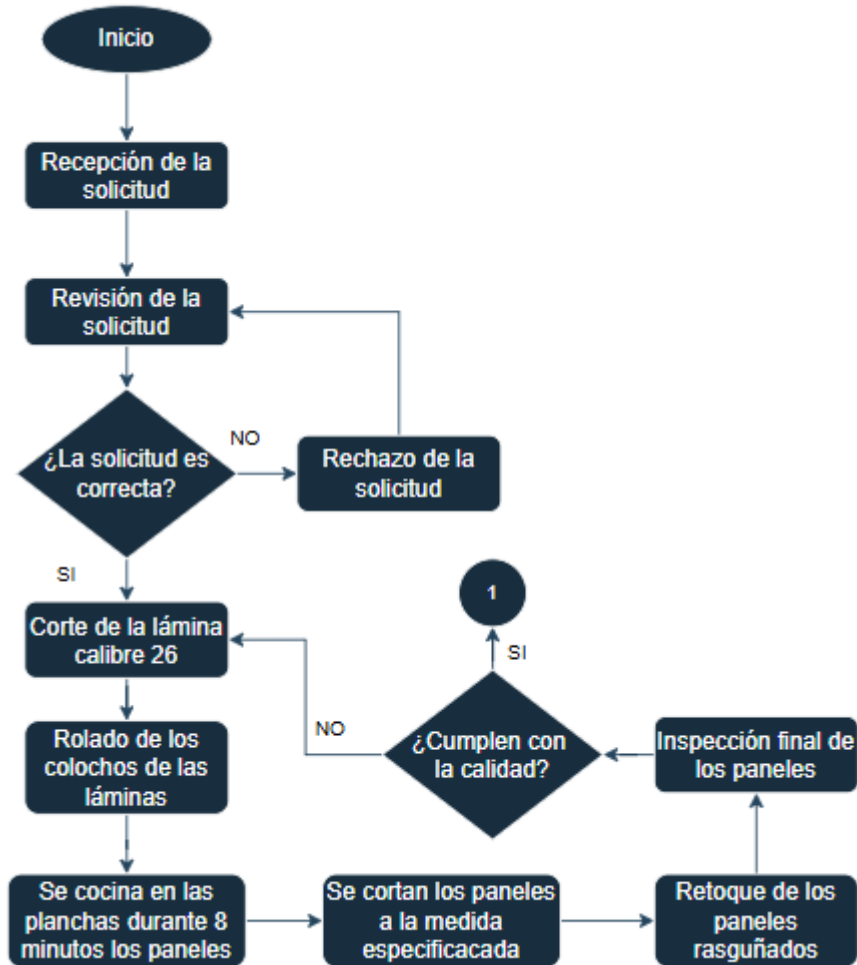 Inicio
Recepción de la
solicitud
Revisión de la
solicitud
¿La solicitud es
correcta?
NO
Rechazo de la
solicitud
SI
Corte de la lámina
calibre 26
Rolado de los
colochos de las
láminas
Se cocina en las
planchas durante 8
minutos los paneles
Se cortan los paneles
a la medida
especificacada
Retoque de los
paneles
rasguñados
Inspección final de
los paneles
¿Cumplen con
la calidad?
NO
SI
1